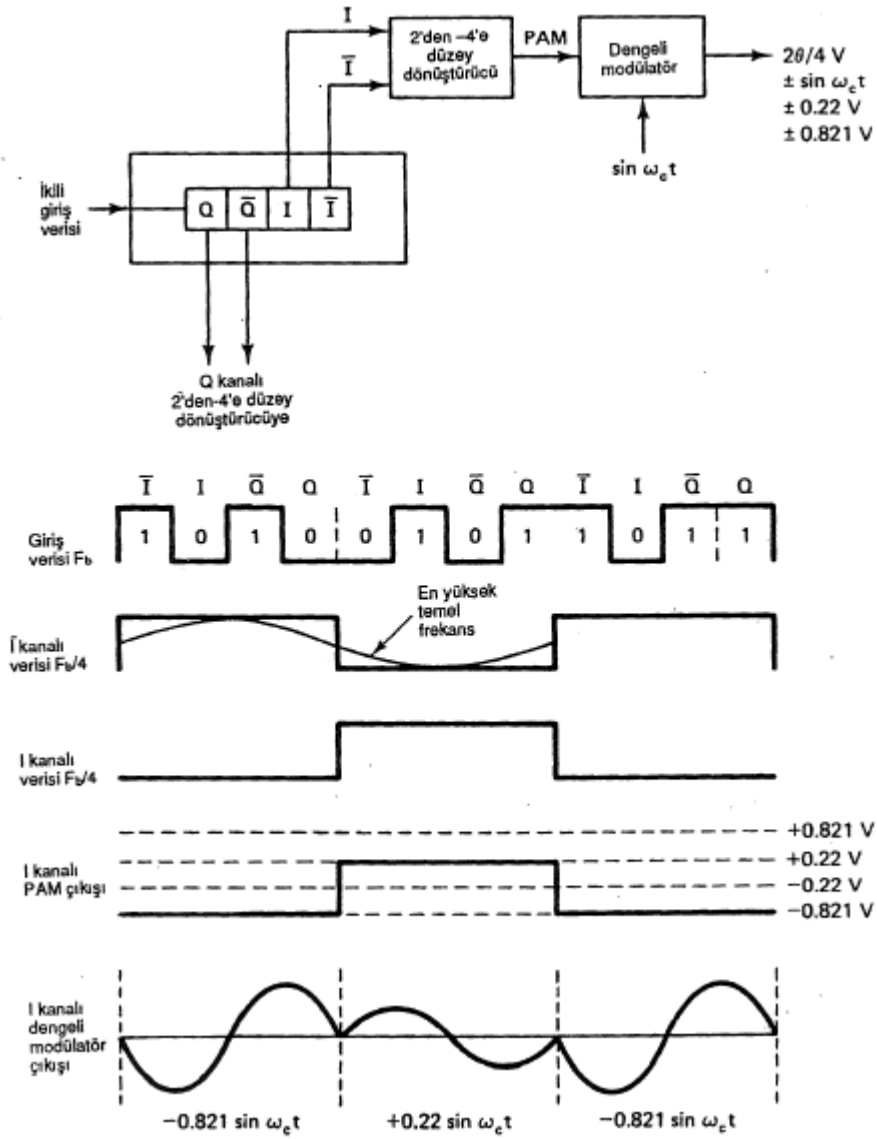 I
Ī
2'den -4'e
düzey
dönüştürücü
PAM
Dengeli
modülatör
2θ/4 V
± sin ω_c t
± 0.22 V
± 0.821 V
sin ω_c t
İkili
giriş
verisi
Q Q̄ I Ī
Q kanalı
2'den-4'e düzey
dönüştürücüye
Ī I Q̄ Q Ī I Q̄ Q Ī I Q̄ Q
Giriş
verisi F_b
1 0 1 0 0 1 0 1 1 0 1 1
En yüksek
temel
frekans
Ī kanalı
verisi F_b/4
I kanalı
verisi F_b/4
+0.821 V
+0.22 V
I kanalı
PAM çıkışı
−0.22 V
−0.821 V
I kanalı
dengeli
modülatör
çıkışı
−0.821 sin ω_c t +0.22 sin ω_c t −0.821 sin ω_c t